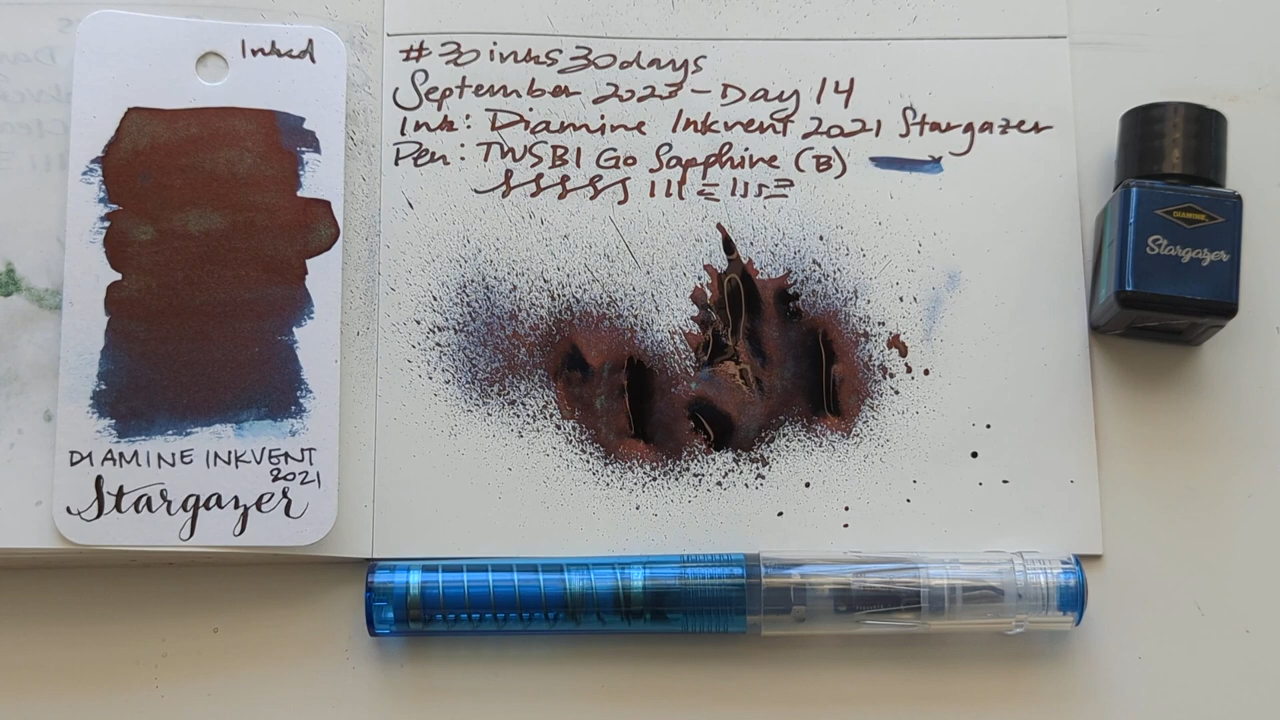 Inked
DIAMINE INKVENT
2021
Stargazer
#30inks30days
September 2023 - Day 14
Ink: Diamine Inkvent 2021 Stargazer
Pen: TWSBI Go Sapphire (B)
DIAMINE
Stargazer